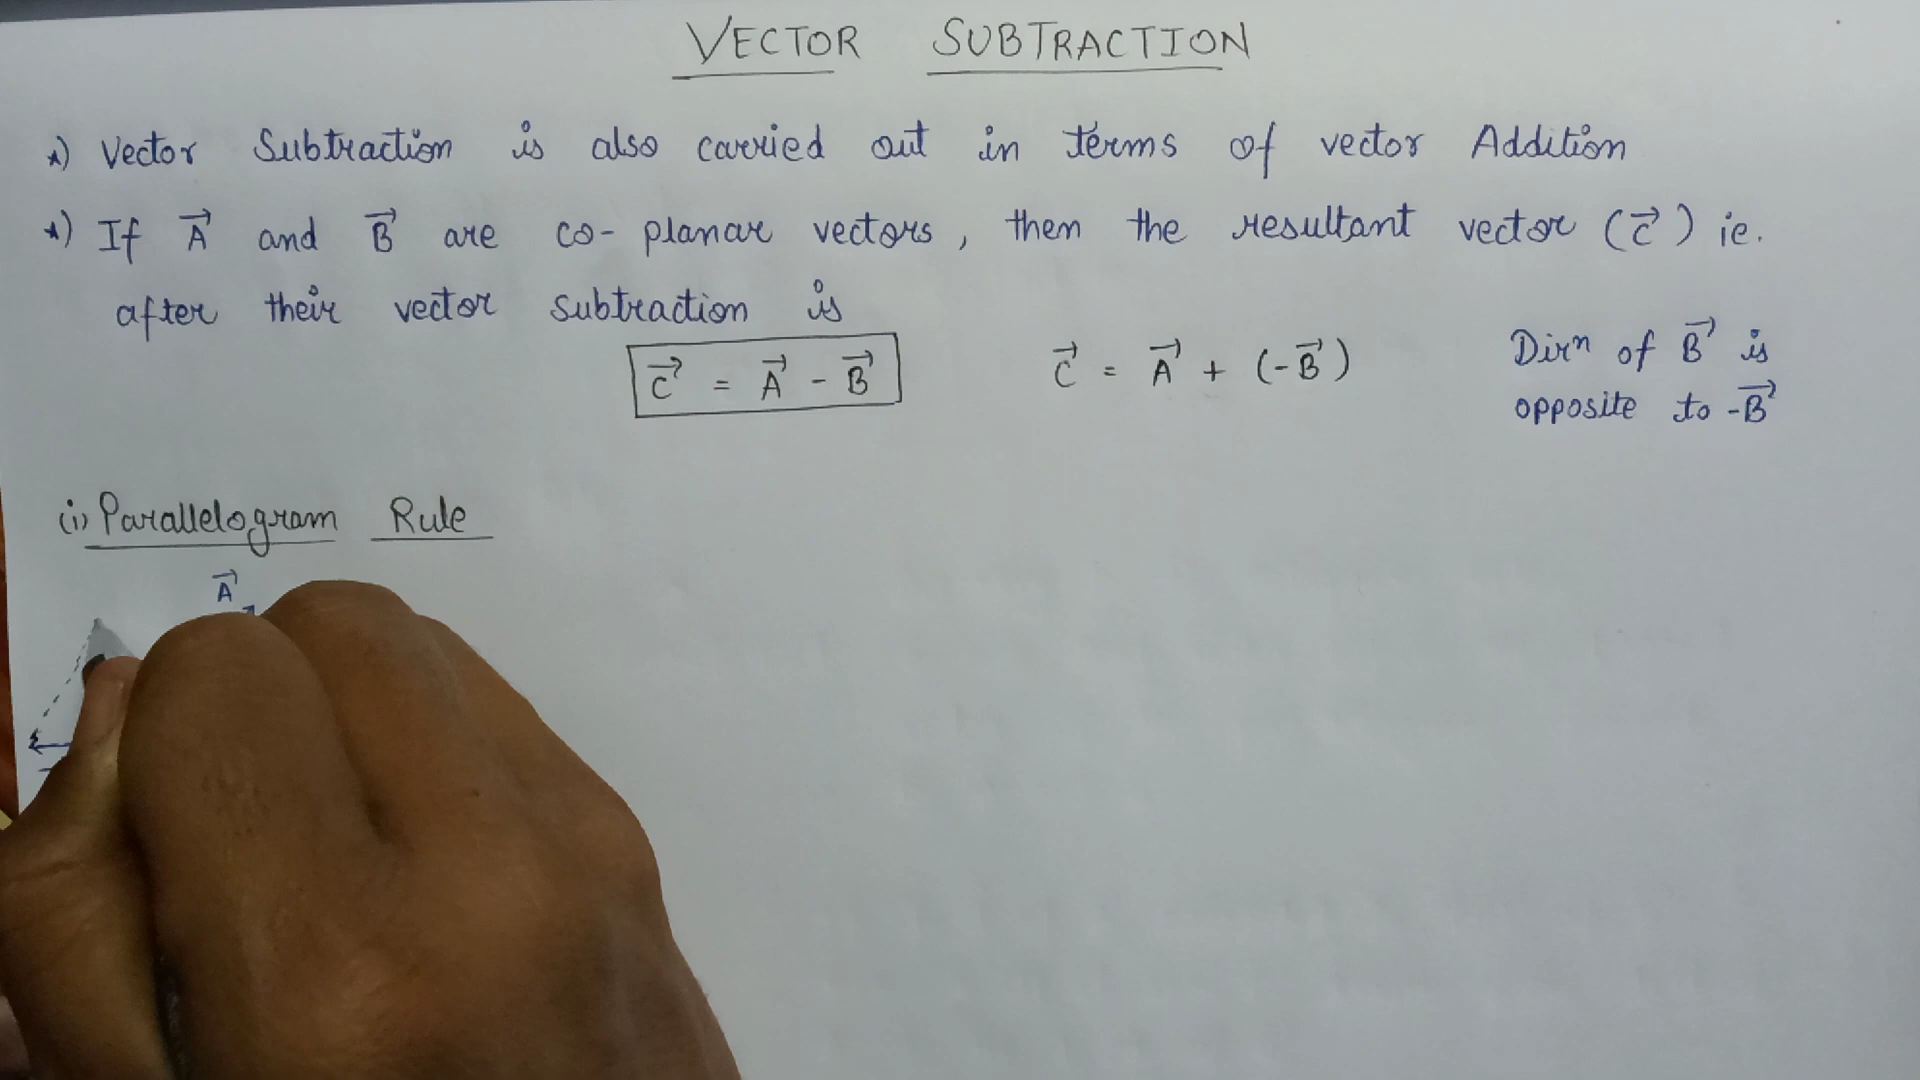 VECTOR SUBTRACTION
*) Vector Subtraction is also carried out in terms of vector Addition
*) If A⃗ and B⃗ are co-planar vectors, then the resultant vector (C⃗) ie.
after their vector subtraction is
C⃗ = A⃗ - B⃗
C⃗ = A⃗ + (-B⃗)
Dirⁿ of B⃗ is
opposite to -B⃗
(i) Parallelogram Rule
A⃗